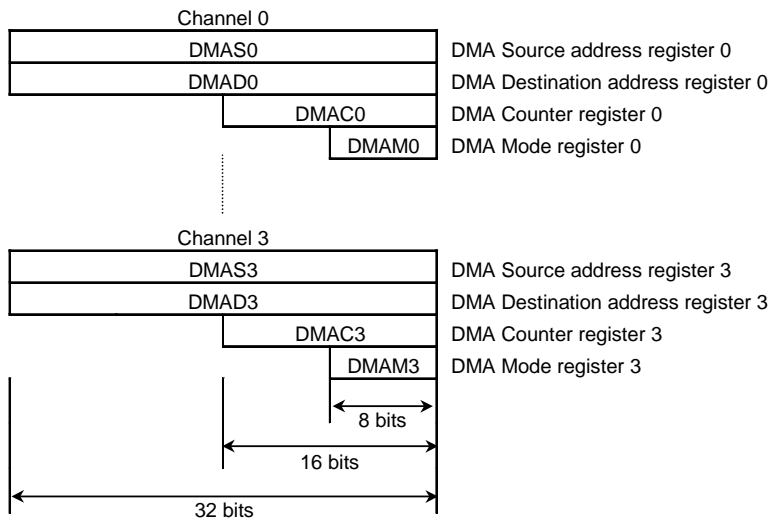 Channel 0
DMAS0 DMA Source address register 0
DMAD0 DMA Destination address register 0
DMAC0 DMA Counter register 0
DMAM0 DMA Mode register 0
Channel 3
DMAS3 DMA Source address register 3
DMAD3 DMA Destination address register 3
DMAC3 DMA Counter register 3
DMAM3 DMA Mode register 3
8 bits
16 bits
32 bits